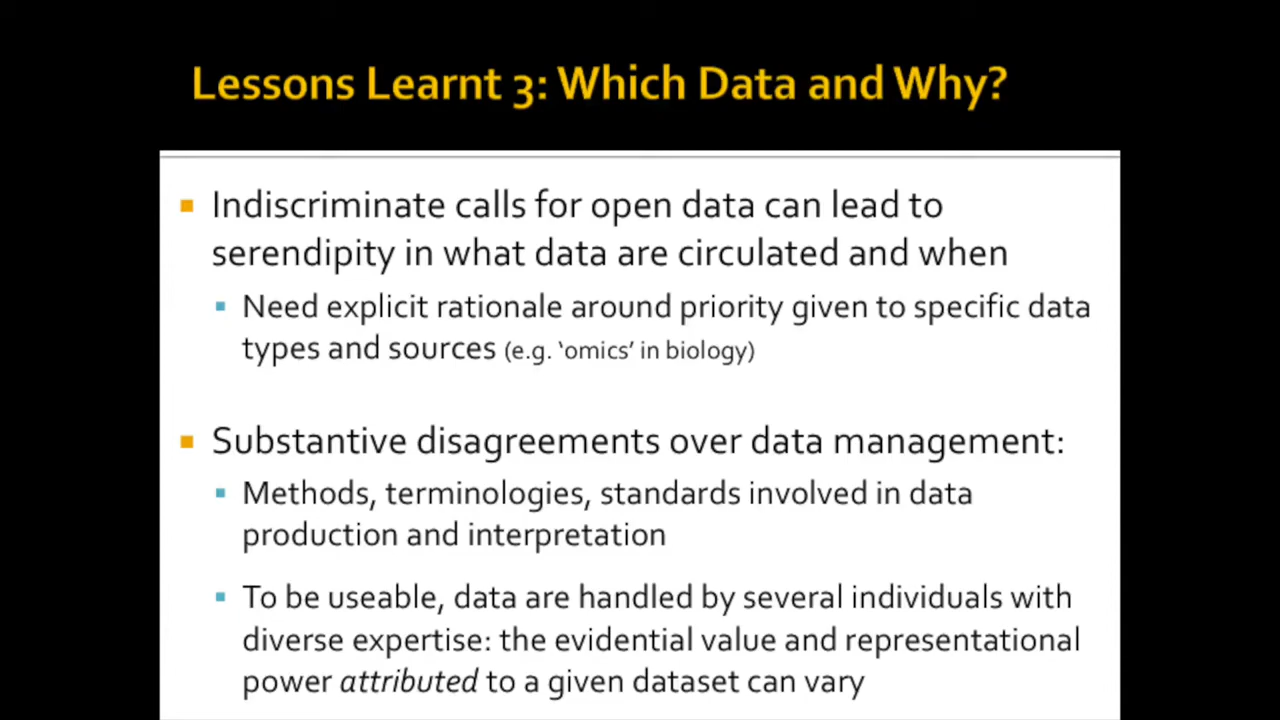 Lessons Learnt 3: Which Data and Why?
Indiscriminate calls for open data can lead to
serendipity in what data are circulated and when
Need explicit rationale around priority given to specific data
types and sources (e.g. ‘omics’ in biology)
Substantive disagreements over data management:
Methods, terminologies, standards involved in data
production and interpretation
To be useable, data are handled by several individuals with
diverse expertise: the evidential value and representational
power attributed to a given dataset can vary